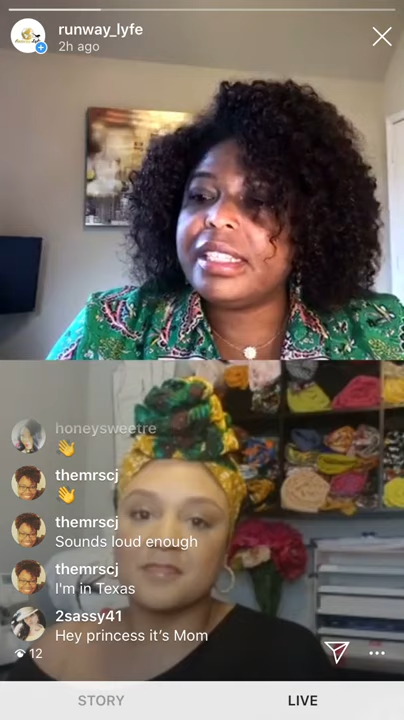 runway_lyfe
2h ago
honeysweetre
👋
themrscj
👋
themrscj
Sounds loud enough
themrscj
I'm in Texas
2sassy41
Hey princess it's Mom
12
STORY
LIVE